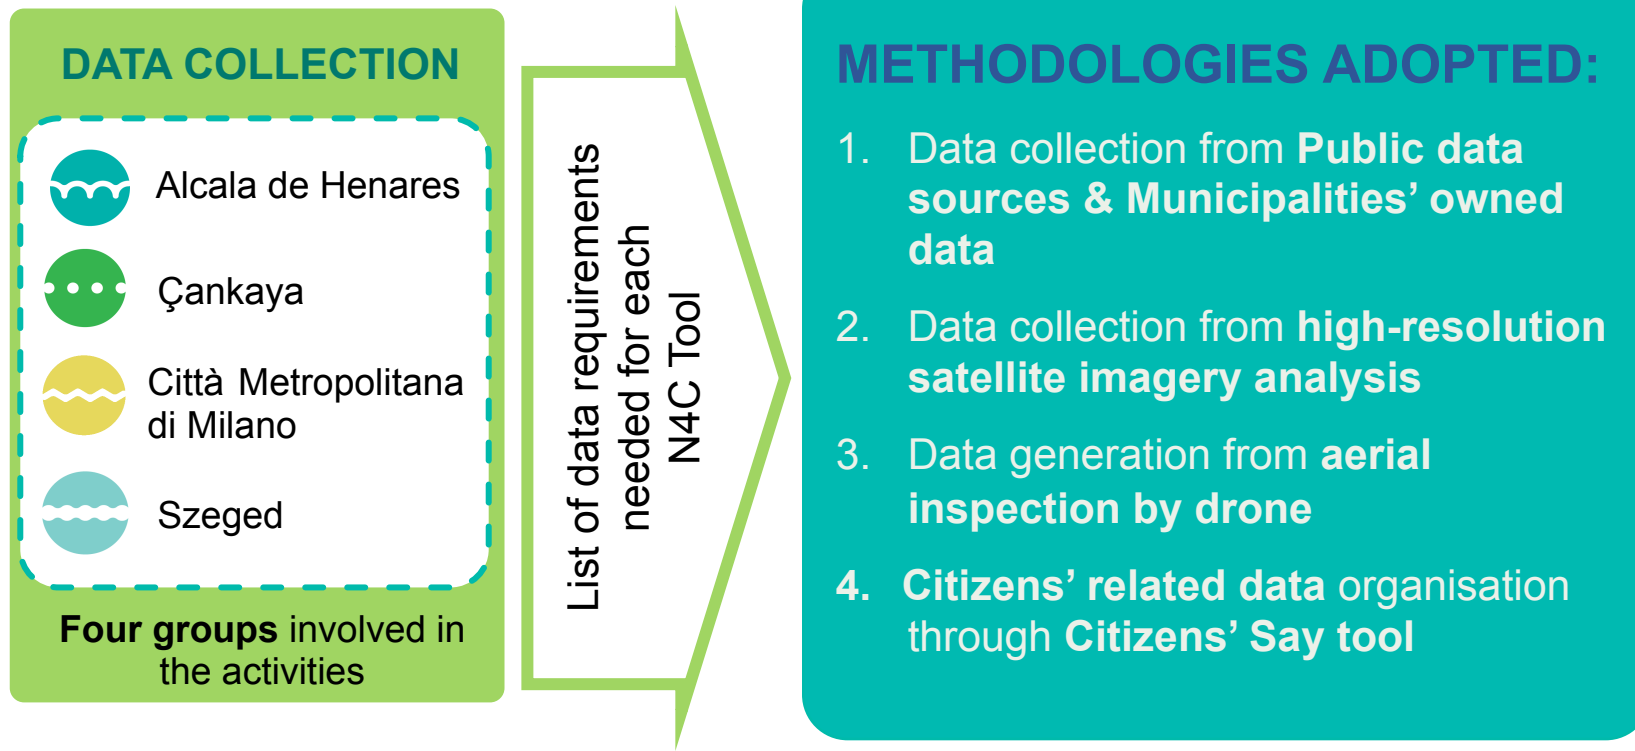 DATA COLLECTION
Alcala de Henares
Çankaya
Città Metropolitana
di Milano
Szeged
Four groups involved in
the activities
List of data requirements
needed for each
N4C Tool
METHODOLOGIES ADOPTED:
1. Data collection from Public data
sources & Municipalities’ owned
data
2. Data collection from high-resolution
satellite imagery analysis
3. Data generation from aerial
inspection by drone
4. Citizens’ related data organisation
through Citizens’ Say tool